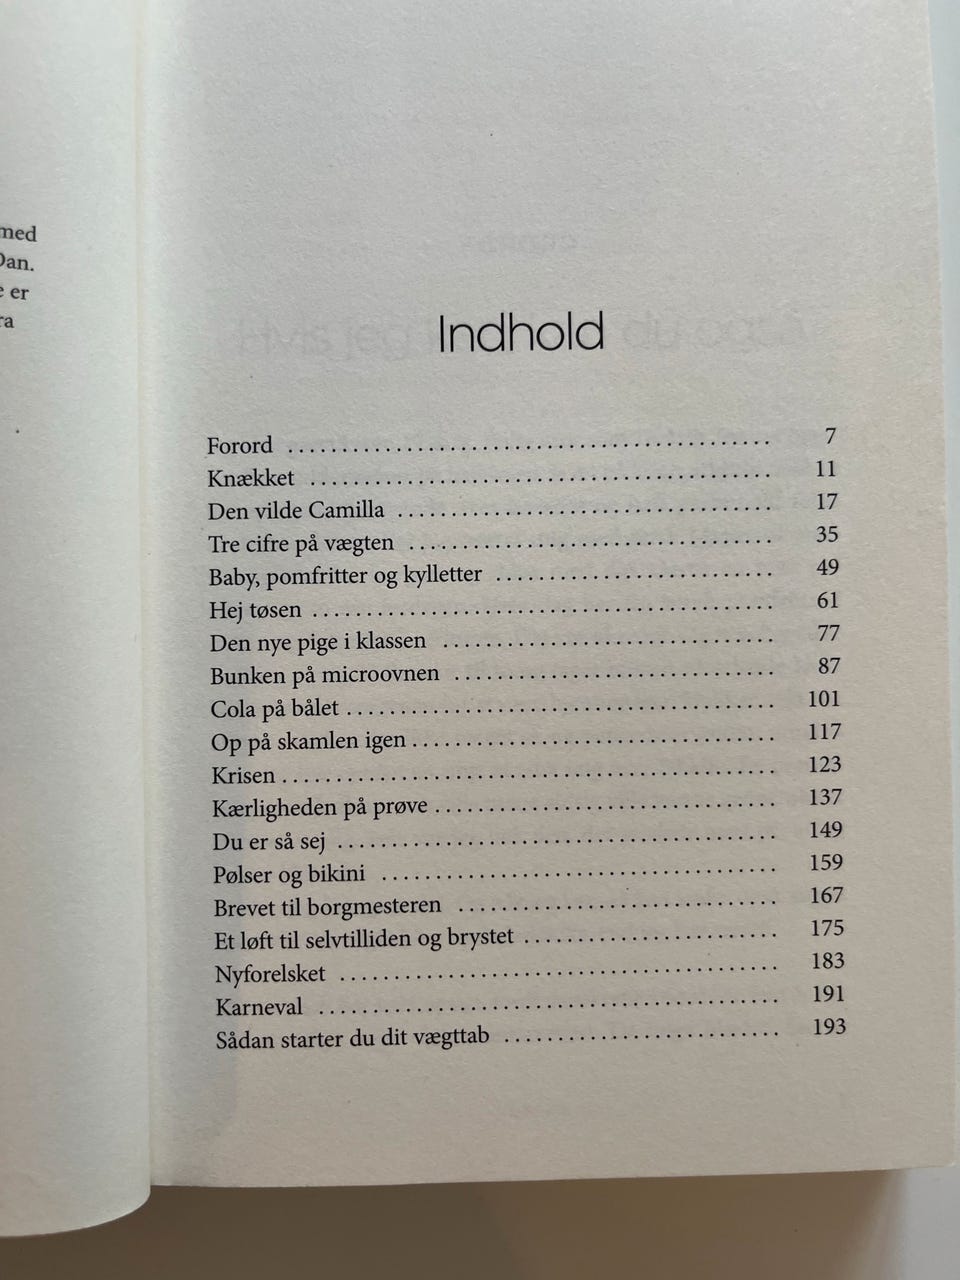 med
Dan.
e er
ra
Indhold
Forord 7
Knækket 11
Den vilde Camilla 17
Tre cifre på vægten 35
Baby, pomfritter og kylletter 49
Hej tøsen 61
Den nye pige i klassen 77
Bunken på microovnen 87
Cola på bålet 101
Op på skamlen igen 117
Krisen 123
Kærligheden på prøve 137
Du er så sej 149
Pølser og bikini 159
Brevet til borgmesteren 167
Et løft til selvtilliden og brystet 175
Nyforelsket 183
Karneval 191
Sådan starter du dit vægttab 193